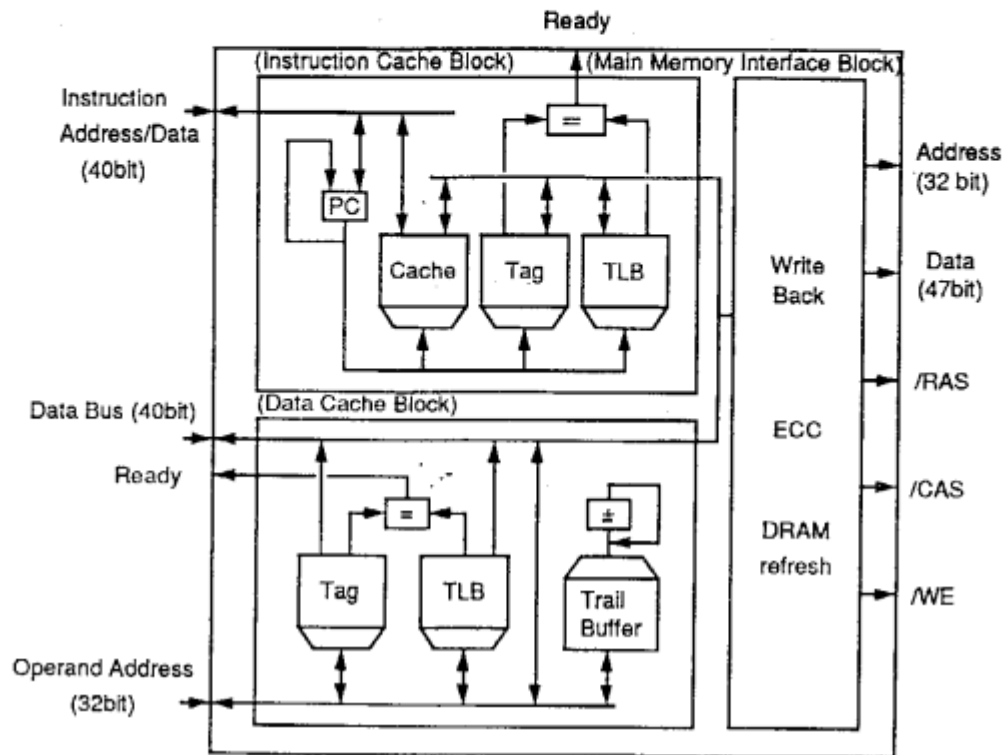 Ready
(Instruction Cache Block)
(Main Memory Interface Block)
Instruction
Address/Data
(40bit)
=
PC
Cache
Tag
TLB
Address
(32 bit)
Write
Back
Data
(47bit)
/RAS
(Data Cache Block)
Data Bus (40bit)
ECC
Ready
=
±
/CAS
DRAM
refresh
Tag
TLB
Trail
Buffer
/WE
Operand Address
(32bit)